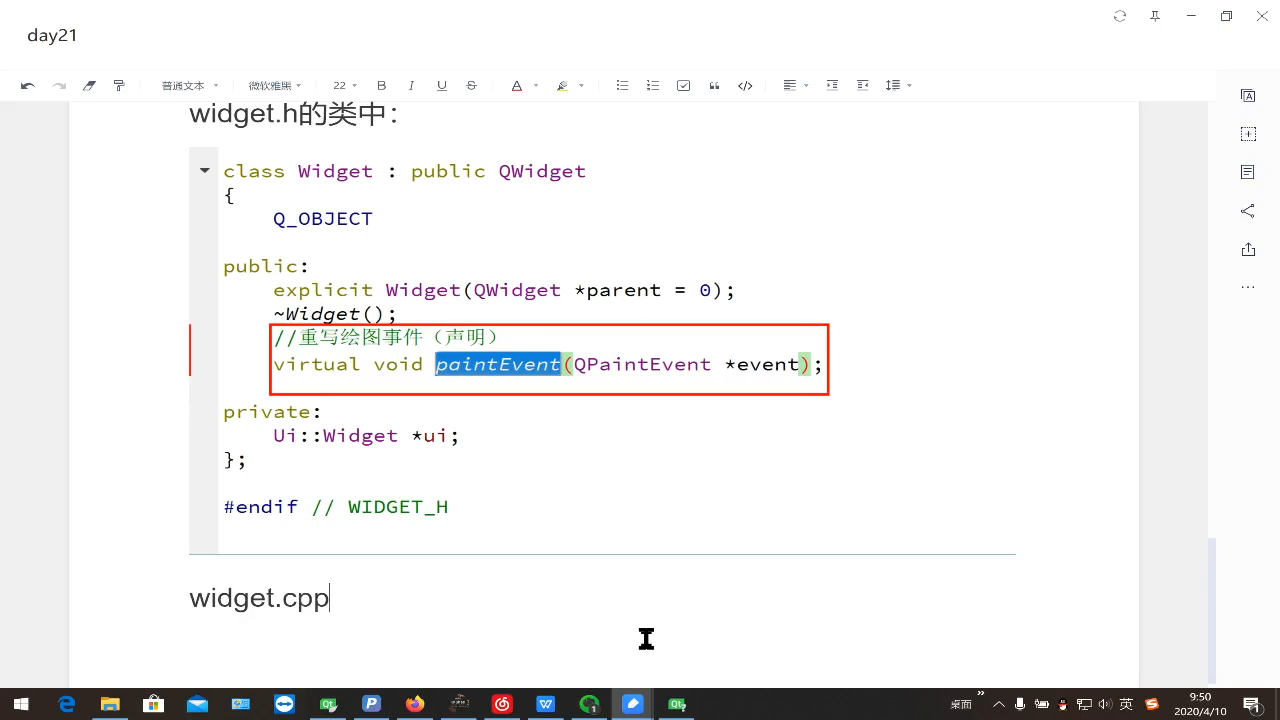 day21
普通文本
微软雅黑
22
B
I
U
S
A
widget.h的类中：
class Widget : public QWidget
{
Q_OBJECT
public:
explicit Widget(QWidget *parent = 0);
~Widget();
//重写绘图事件（声明）
virtual void paintEvent(QPaintEvent *event);
private:
Ui::Widget *ui;
};
#endif // WIDGET_H
widget.cpp
桌面
英
9:50
2020/4/10